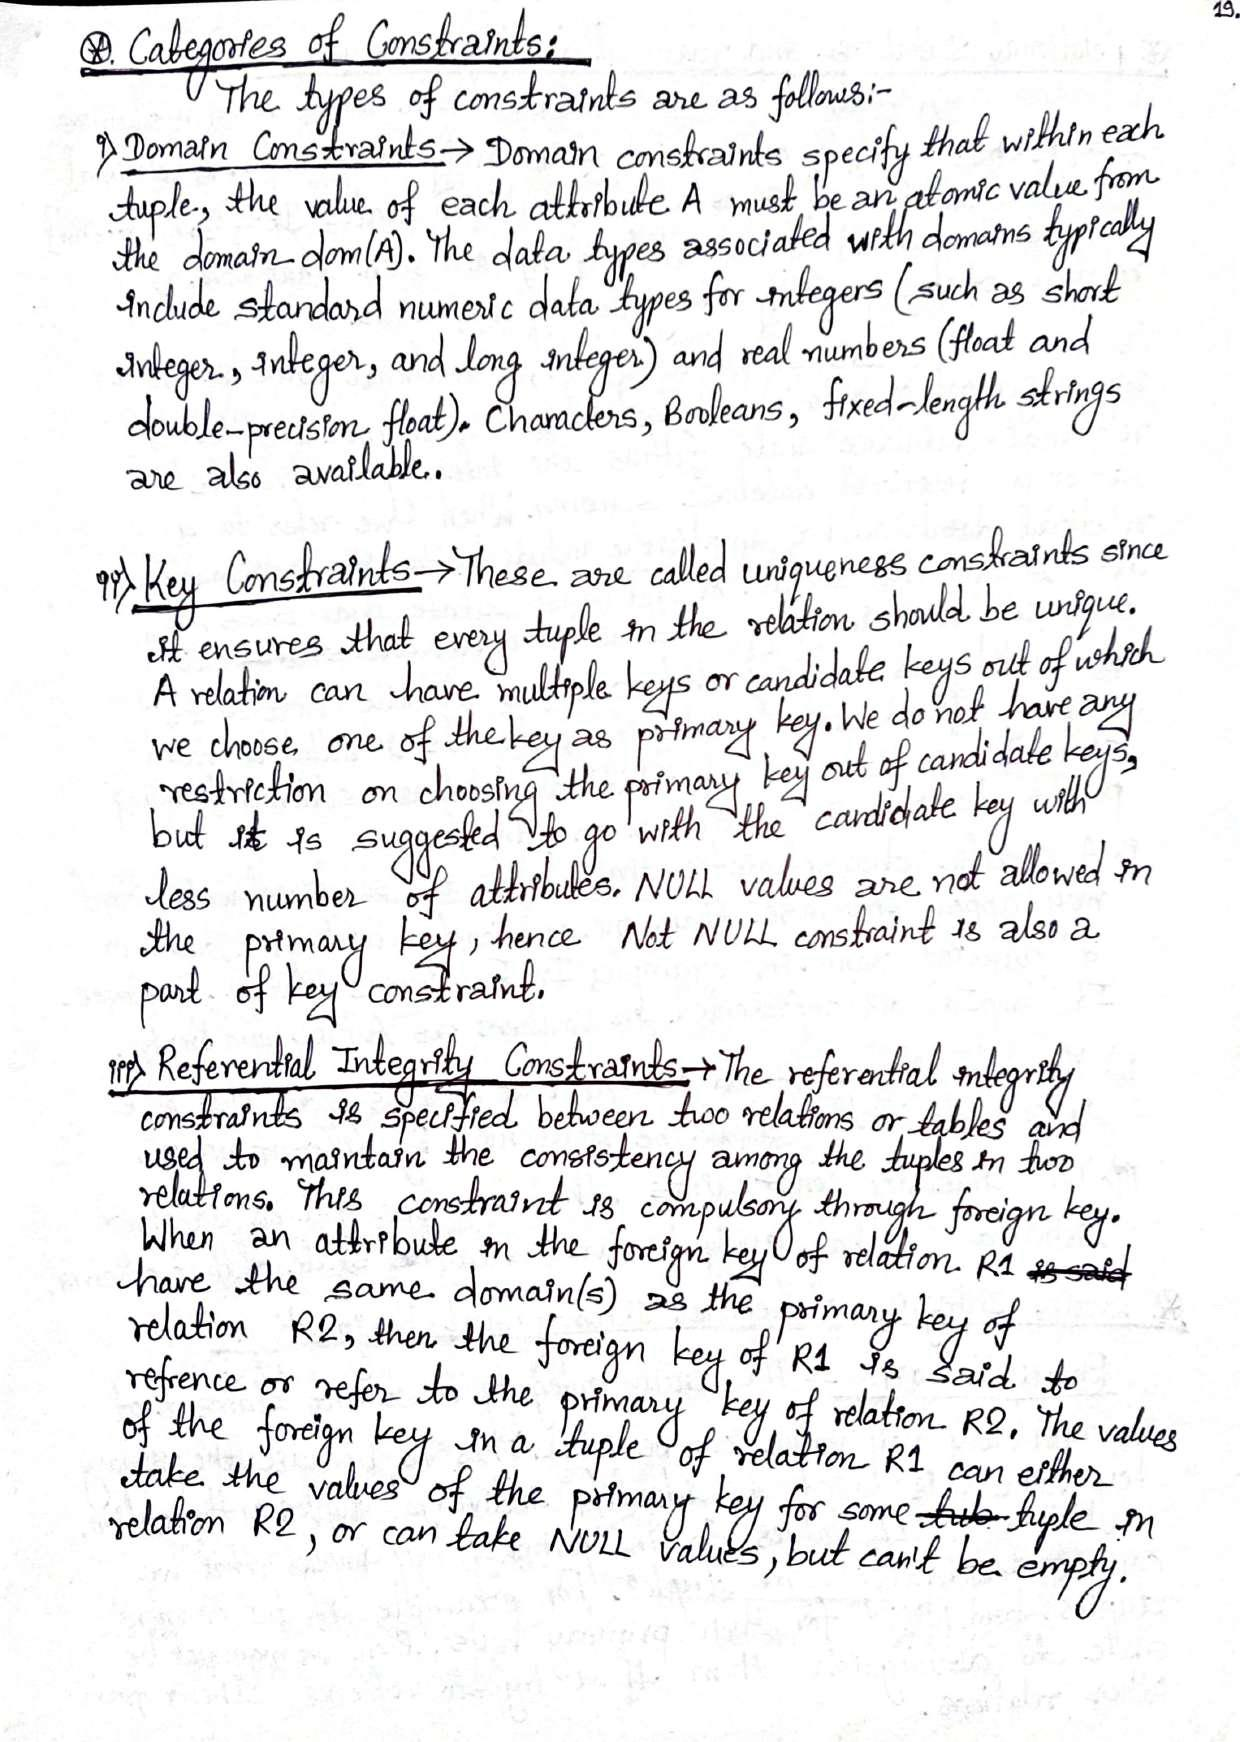 19.
Ⓐ. Categories of Constraints:
The types of constraints are as follows:-
i) Domain Constraints → Domain constraints specify that within each
tuple, the value of each attribute A must be an atomic value from
the domain dom(A). The data types associated with domains typically
include standard numeric data types for integers (such as short
integer, integer, and long integer) and real numbers (float and
double-precision float). Characters, Booleans, fixed-length strings
are also available.
ii) Key Constraints → These are called uniqueness constraints since
it ensures that every tuple in the relation should be unique.
A relation can have multiple keys or candidate keys out of which
we choose one of the key as primary key. We do not have any
restriction on choosing the primary key out of candidate keys,
but it is suggested to go with the candidate key with
less number of attributes. NULL values are not allowed in
the primary key, hence Not NULL constraint is also a
part of key constraint.
iii) Referential Integrity Constraints → The referential integrity
constraints is specified between two relations or tables and
used to maintain the consistency among the tuples in two
relations. This constraint is compulsory through foreign key.
When an attribute in the foreign key of relation R1 is said
have the same domain(s) as the primary key of
relation R2, then the foreign key of R1 is said to
refrence or refer to the primary key of relation R2. The values
of the foreign key in a tuple of relation R1 can either
take the values of the primary key for some tub tuple in
relation R2, or can take NULL values, but can't be empty.